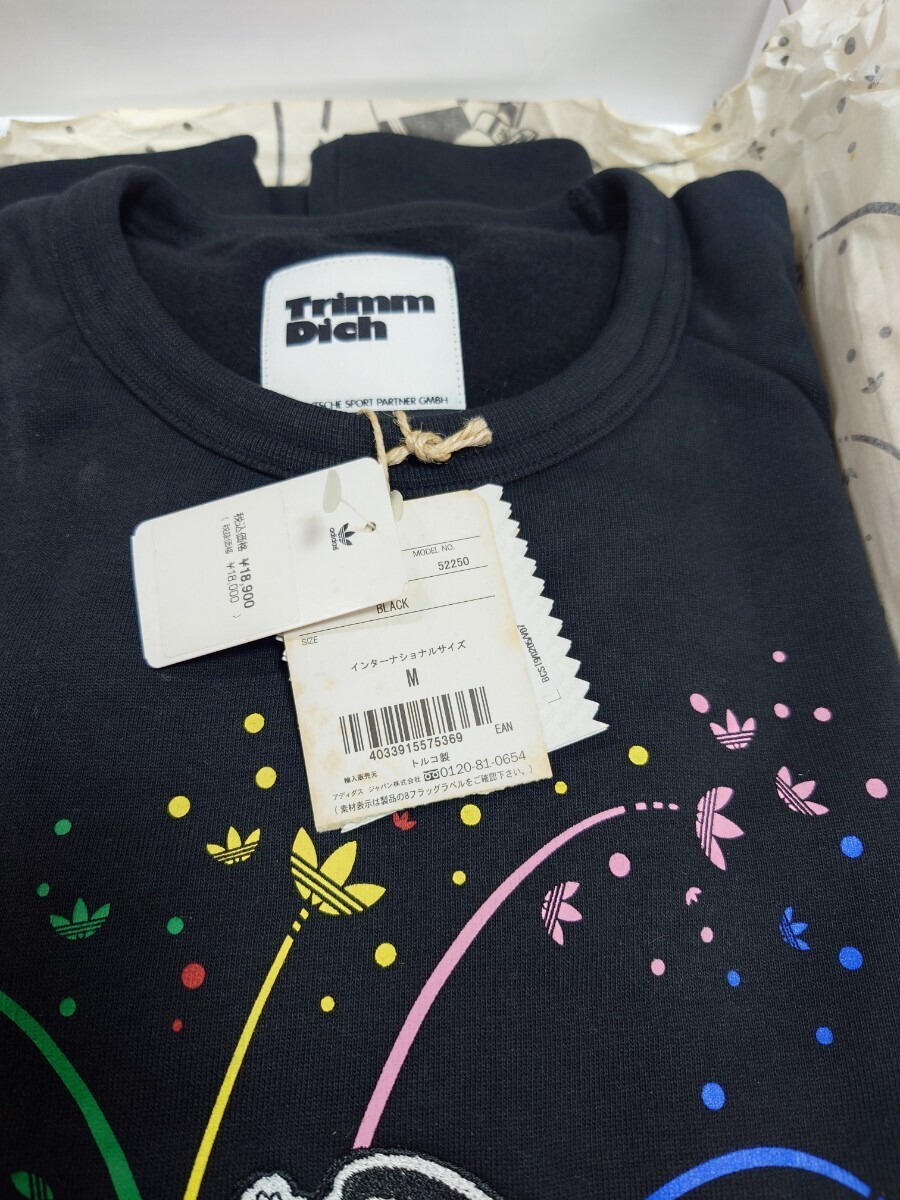 Trimm
Dich
TSCHE SPORT PARTNER GMBH
adidas
税込価格 ¥18,900
(税抜価格 ¥18,000)
MODEL NO.
52250
BLACK
SIZE
インターナショナルサイズ
M
4033915575369
EAN
トルコ製
輸入販売元
アディダス ジャパン株式会社 0120-81-0654
(素材表示は製品の8フラッグラベルをご確認下さい。)